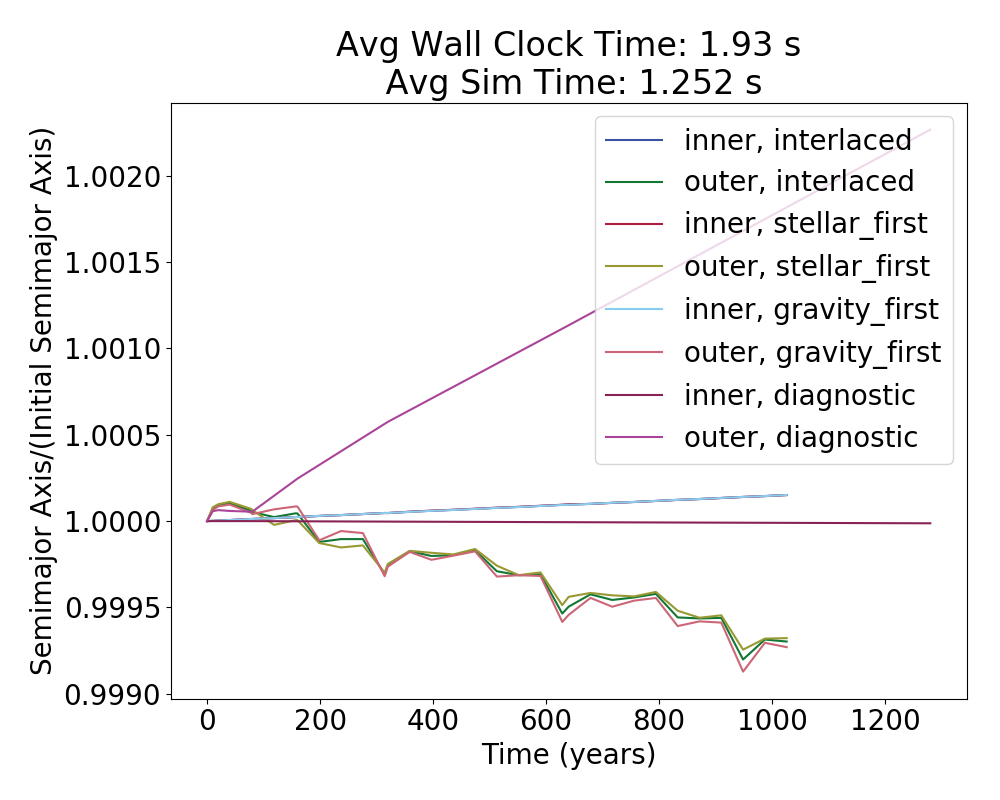 Avg Wall Clock Time: 1.93 s
Avg Sim Time: 1.252 s
Semimajor Axis/(Initial Semimajor Axis)
1.0020
1.0015
1.0010
1.0005
1.0000
0.9995
0.9990
inner, interlaced
outer, interlaced
inner, stellar_first
outer, stellar_first
inner, gravity_first
outer, gravity_first
inner, diagnostic
outer, diagnostic
0 200 400 600 800 1000 1200
Time (years)